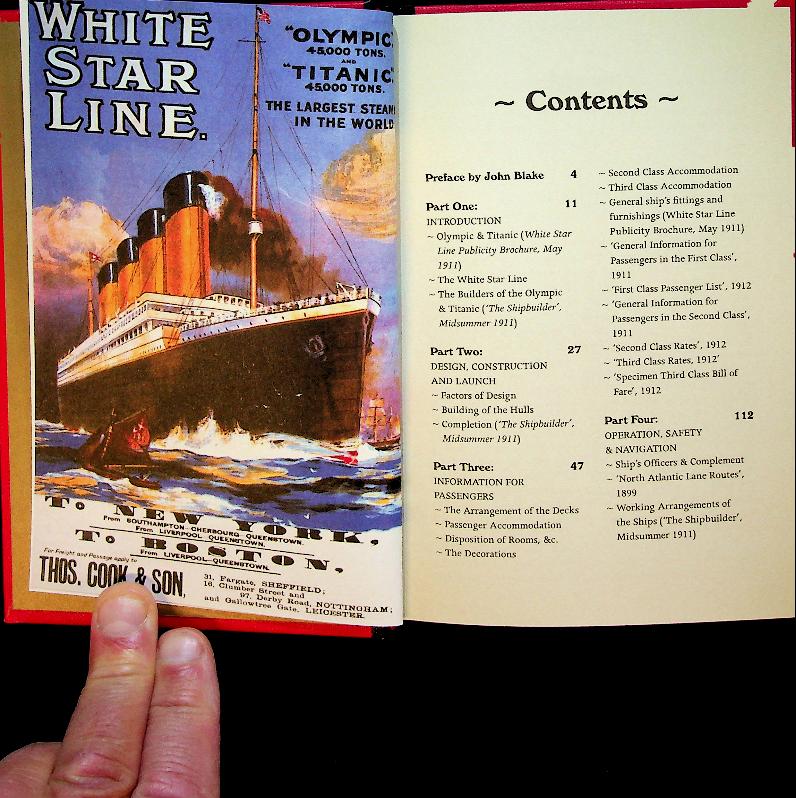 WHITE
STAR
LINE.
"OLYMPIC"
45,000 TONS.
AND
"TITANIC"
45,000 TONS.
THE LARGEST STEAM
IN THE WORLD
To NEW YORK,
From SOUTHAMPTON-CHERBOURG-QUEENSTOWN.
From LIVERPOOL-QUEENSTOWN.
To BOSTON,
From LIVERPOOL-QUEENSTOWN.
For Freight and Passage apply to
THOS. COOK & SON,
31, Fargate, SHEFFIELD;
16, Clumber Street and
97, Derby Road, NOTTINGHAM;
and Gallowtree Gate, LEICESTER.
~ Contents ~
Preface by John Blake 4
Part One: 11
INTRODUCTION
~ Olympic & Titanic (White Star
Line Publicity Brochure, May
1911)
~ The White Star Line
~ The Builders of the Olympic
& Titanic ('The Shipbuilder',
Midsummer 1911)
Part Two: 27
DESIGN, CONSTRUCTION
AND LAUNCH
~ Factors of Design
~ Building of the Hulls
~ Completion ('The Shipbuilder',
Midsummer 1911)
Part Three: 47
INFORMATION FOR
PASSENGERS
~ The Arrangement of the Decks
~ Passenger Accommodation
~ Disposition of Rooms, &c.
~ The Decorations
~ Second Class Accommodation
~ Third Class Accommodation
~ General ship's fittings and
furnishings (White Star Line
Publicity Brochure, May 1911)
~ 'General Information for
Passengers in the First Class',
1911
~ 'First Class Passenger List', 1912
~ 'General Information for
Passengers in the Second Class',
1911
~ 'Second Class Rates', 1912
~ 'Third Class Rates, 1912'
~ 'Specimen Third Class Bill of
Fare', 1912
Part Four: 112
OPERATION, SAFETY
& NAVIGATION
~ Ship's Officers & Complement
~ 'North Atlantic Lane Routes',
1899
~ Working Arrangements of
the Ships ('The Shipbuilder',
Midsummer 1911)